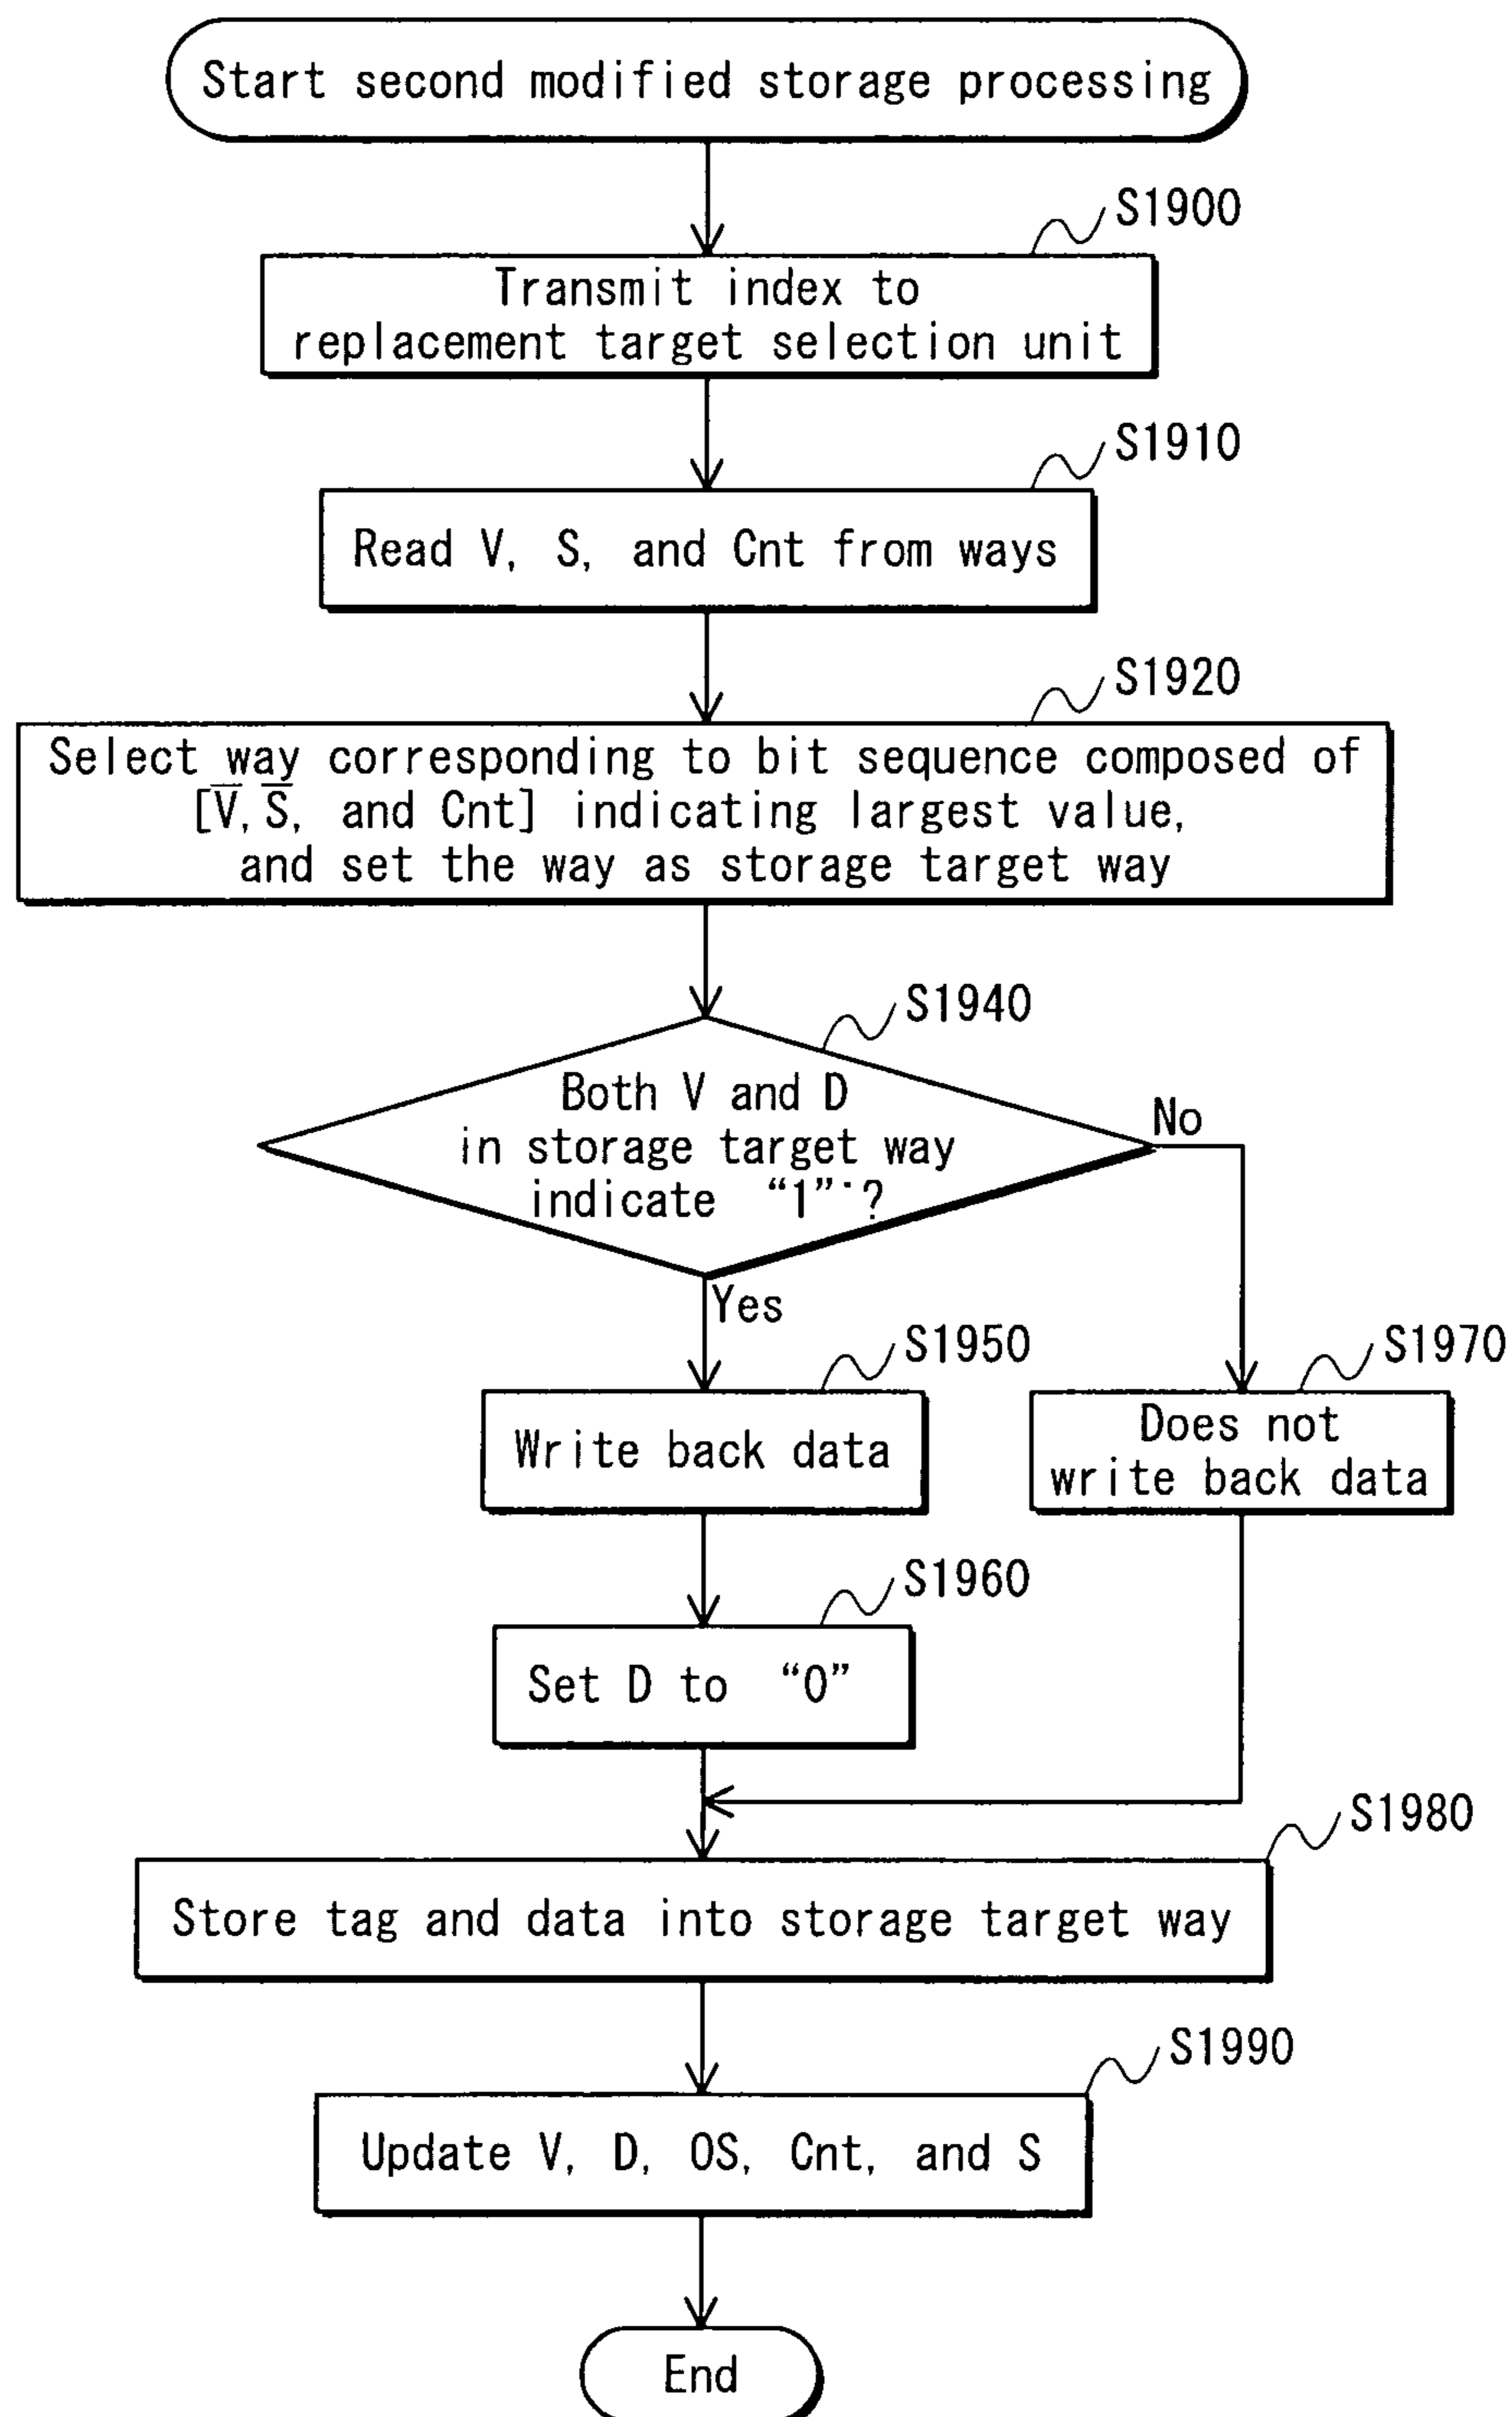 Start second modified storage processing
S1900
Transmit index to
replacement target selection unit
S1910
Read V, S, and Cnt from ways
S1920
Select way corresponding to bit sequence composed of
[V̅, S̅, and Cnt] indicating largest value,
and set the way as storage target way
S1940
Both V and D
in storage target way
indicate “1”?
No
Yes
S1950
Write back data
S1970
Does not
write back data
S1960
Set D to “0”
S1980
Store tag and data into storage target way
S1990
Update V, D, OS, Cnt, and S
End